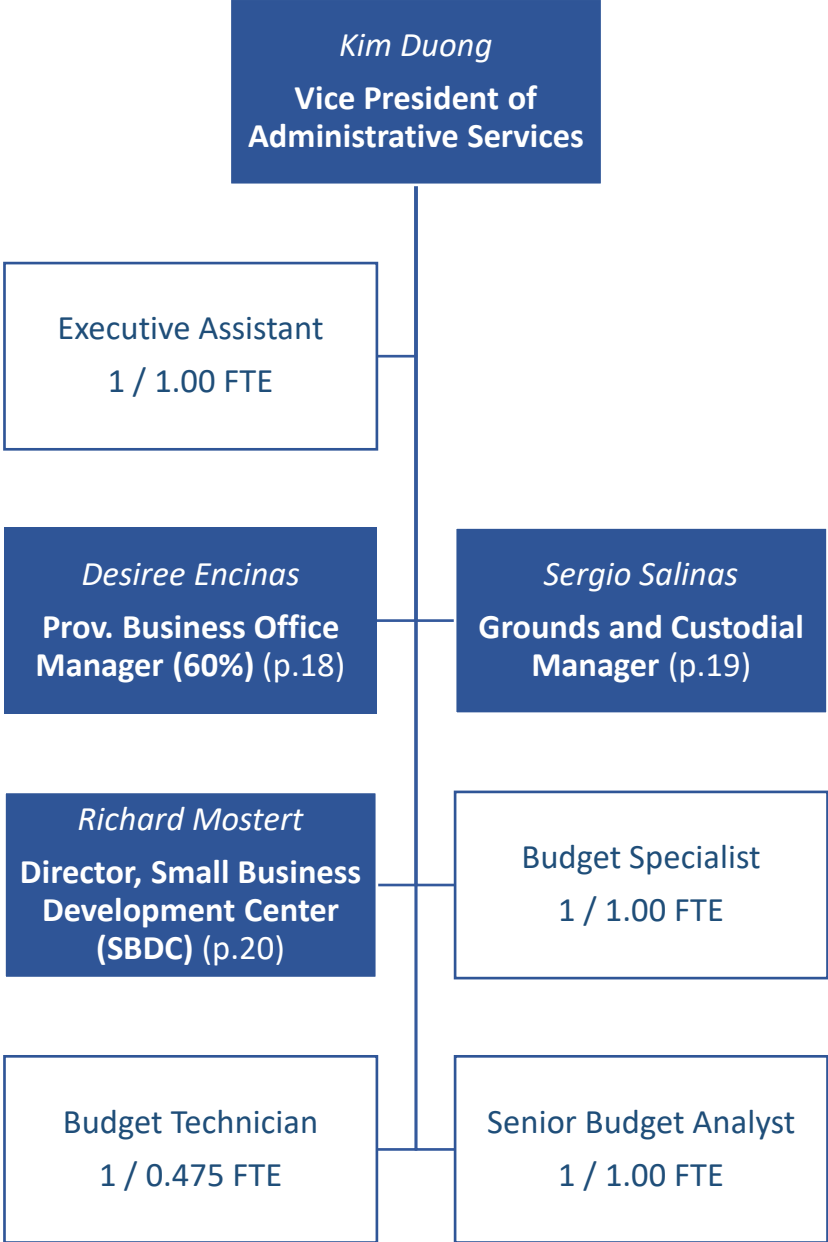 Kim Duong
Vice President of
Administrative Services
Executive Assistant
1 / 1.00 FTE
Desiree Encinas
Prov. Business Office
Manager (60%) (p.18)
Sergio Salinas
Grounds and Custodial
Manager (p.19)
Richard Mostert
Director, Small Business
Development Center
(SBDC) (p.20)
Budget Specialist
1 / 1.00 FTE
Budget Technician
1 / 0.475 FTE
Senior Budget Analyst
1 / 1.00 FTE